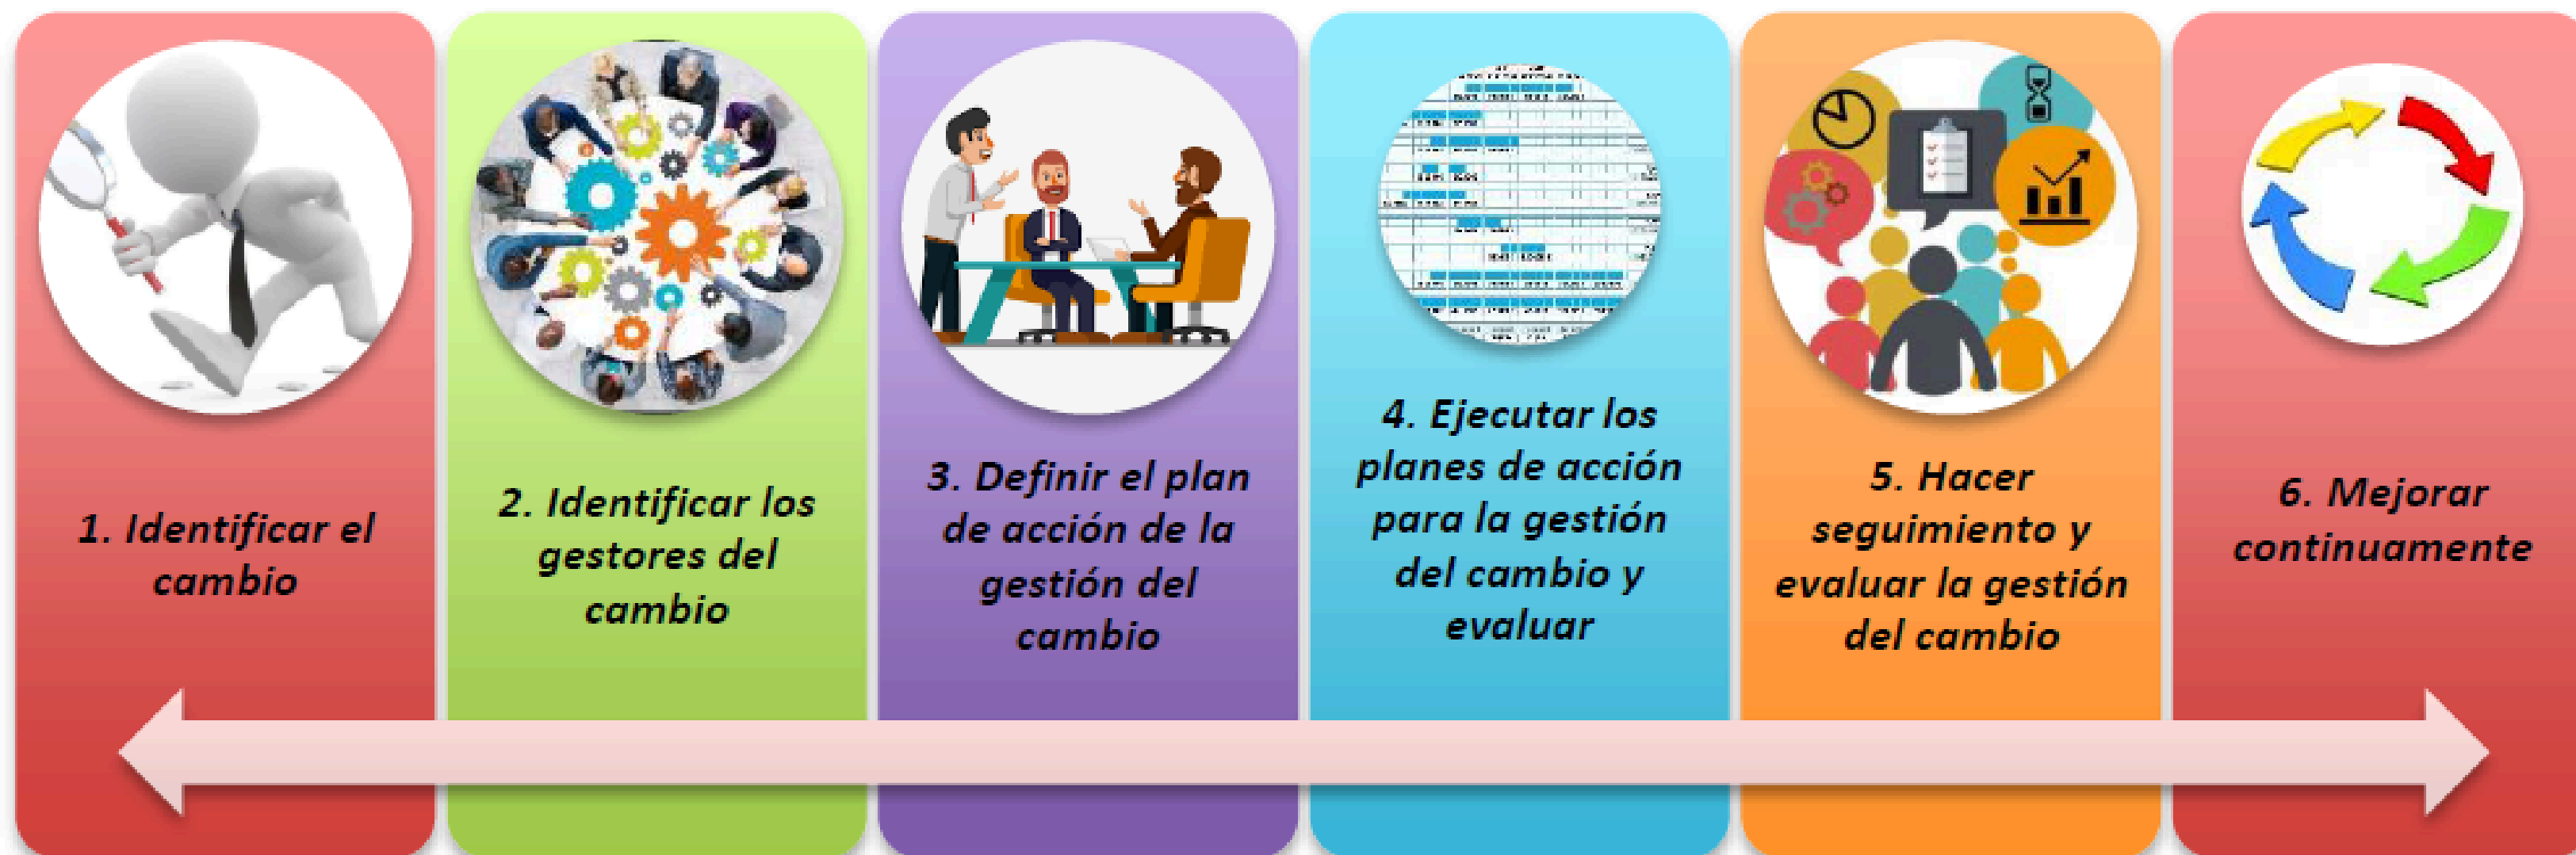 1. Identificar el
cambio
2. Identificar los
gestores del
cambio
3. Definir el plan
de acción de la
gestión del
cambio
4. Ejecutar los
planes de acción
para la gestión
del cambio y
evaluar
5. Hacer
seguimiento y
evaluar la gestión
del cambio
6. Mejorar
continuamente